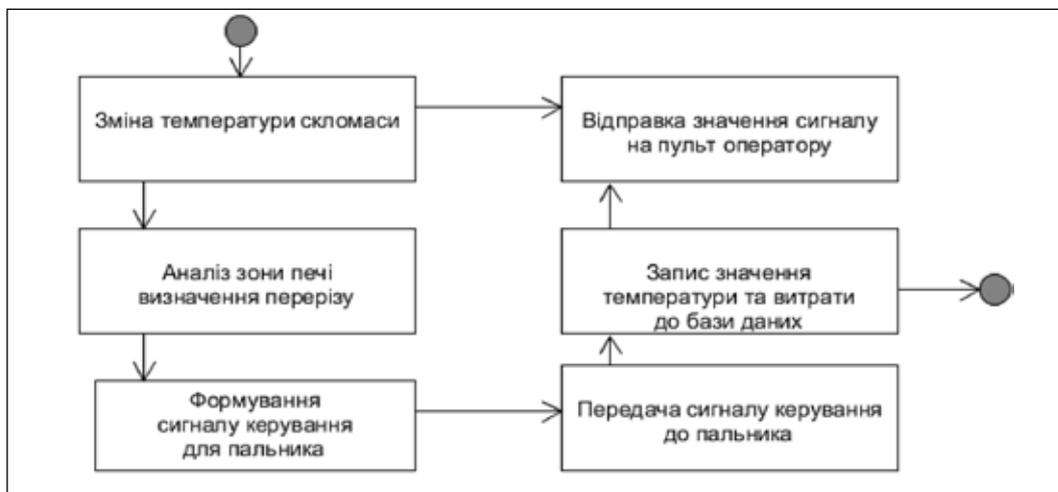 Зміна температури скломаси
Відправка значення сигналу
на пульт оператору
Аналіз зони печі
визначення перерізу
Запис значення
температури та витрати
до бази даних
Формування
сигналу керування
для пальника
Передача сигналу керування
до пальника